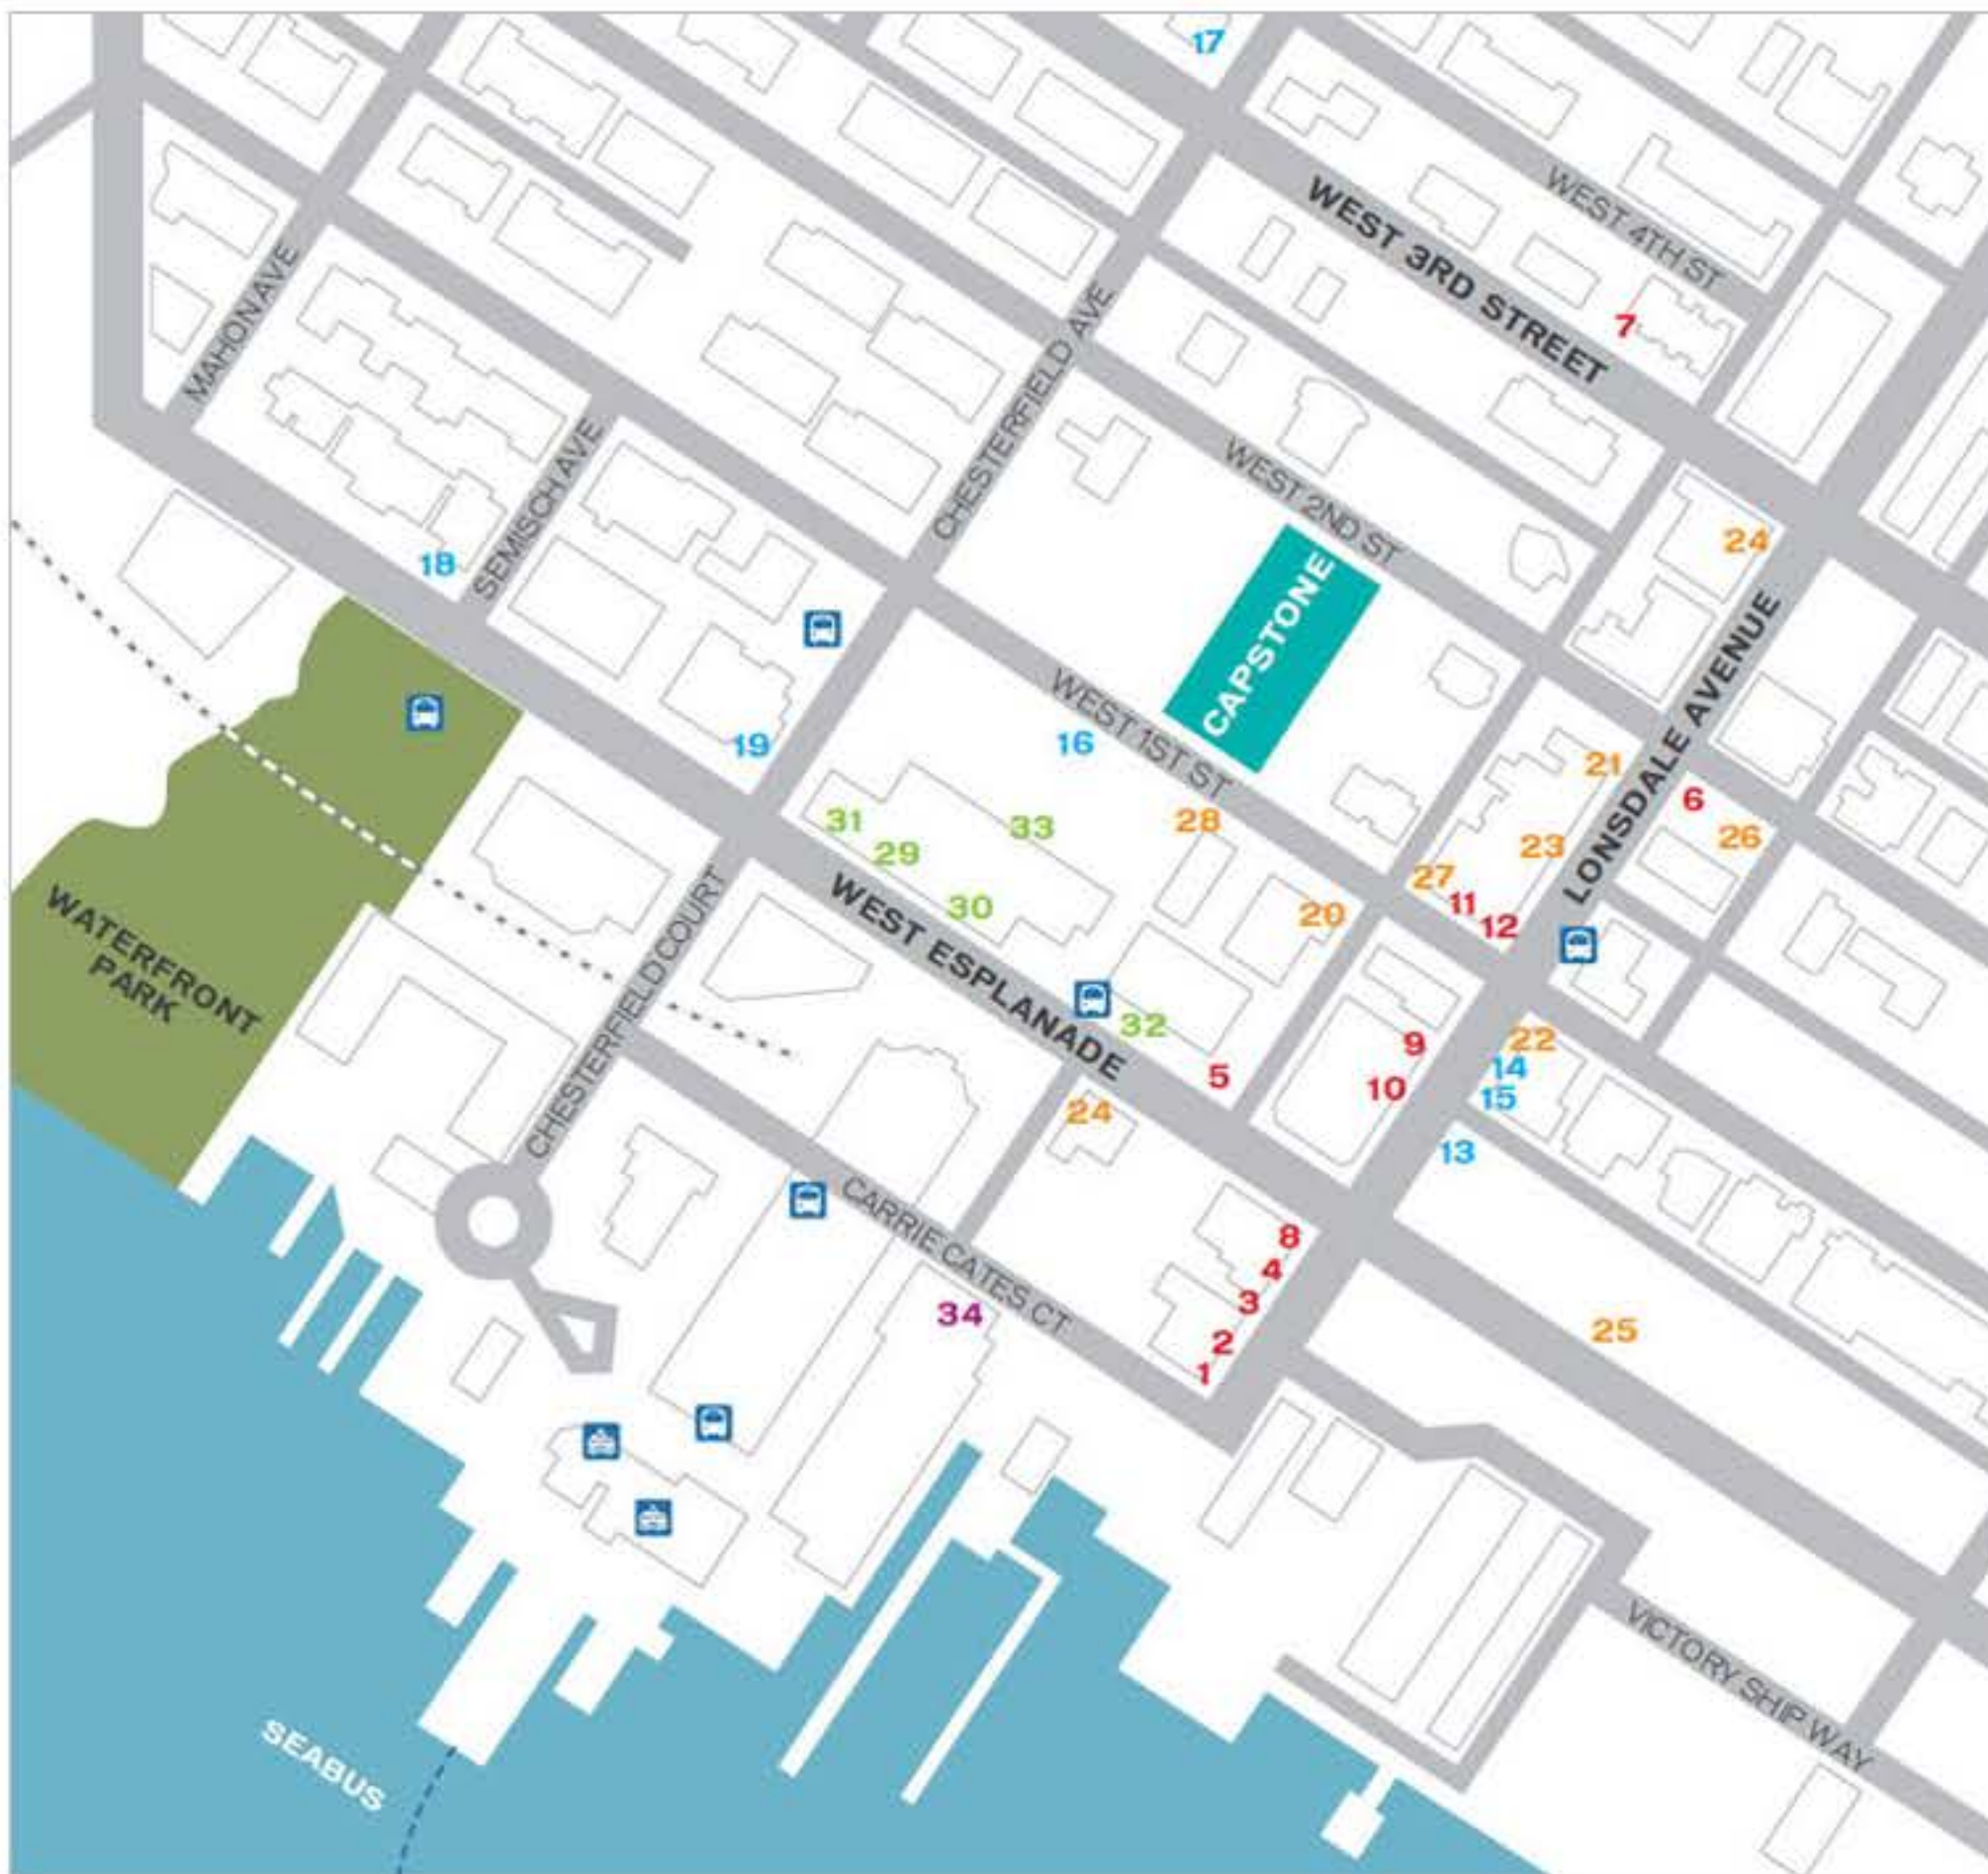 17
WEST 4TH ST
WEST 3RD STREET
7
MAHON AVE
CHESTERFIELD AVE
SEMISCH AVE
WEST 2ND ST
24
18
CAPSTONE
LONSDALE AVENUE
WEST 1ST ST
19
16
21
6
31
33
28
26
29
23
27
30
11
20
12
WATERFRONT
PARK
CHESTERFIELD COURT
WEST ESPLANADE
32
9
22
14
5
10
15
24
13
CARRIE CATES CT
8
4
3
34
2
25
1
VICTORY SHIP WAY
SEABUS